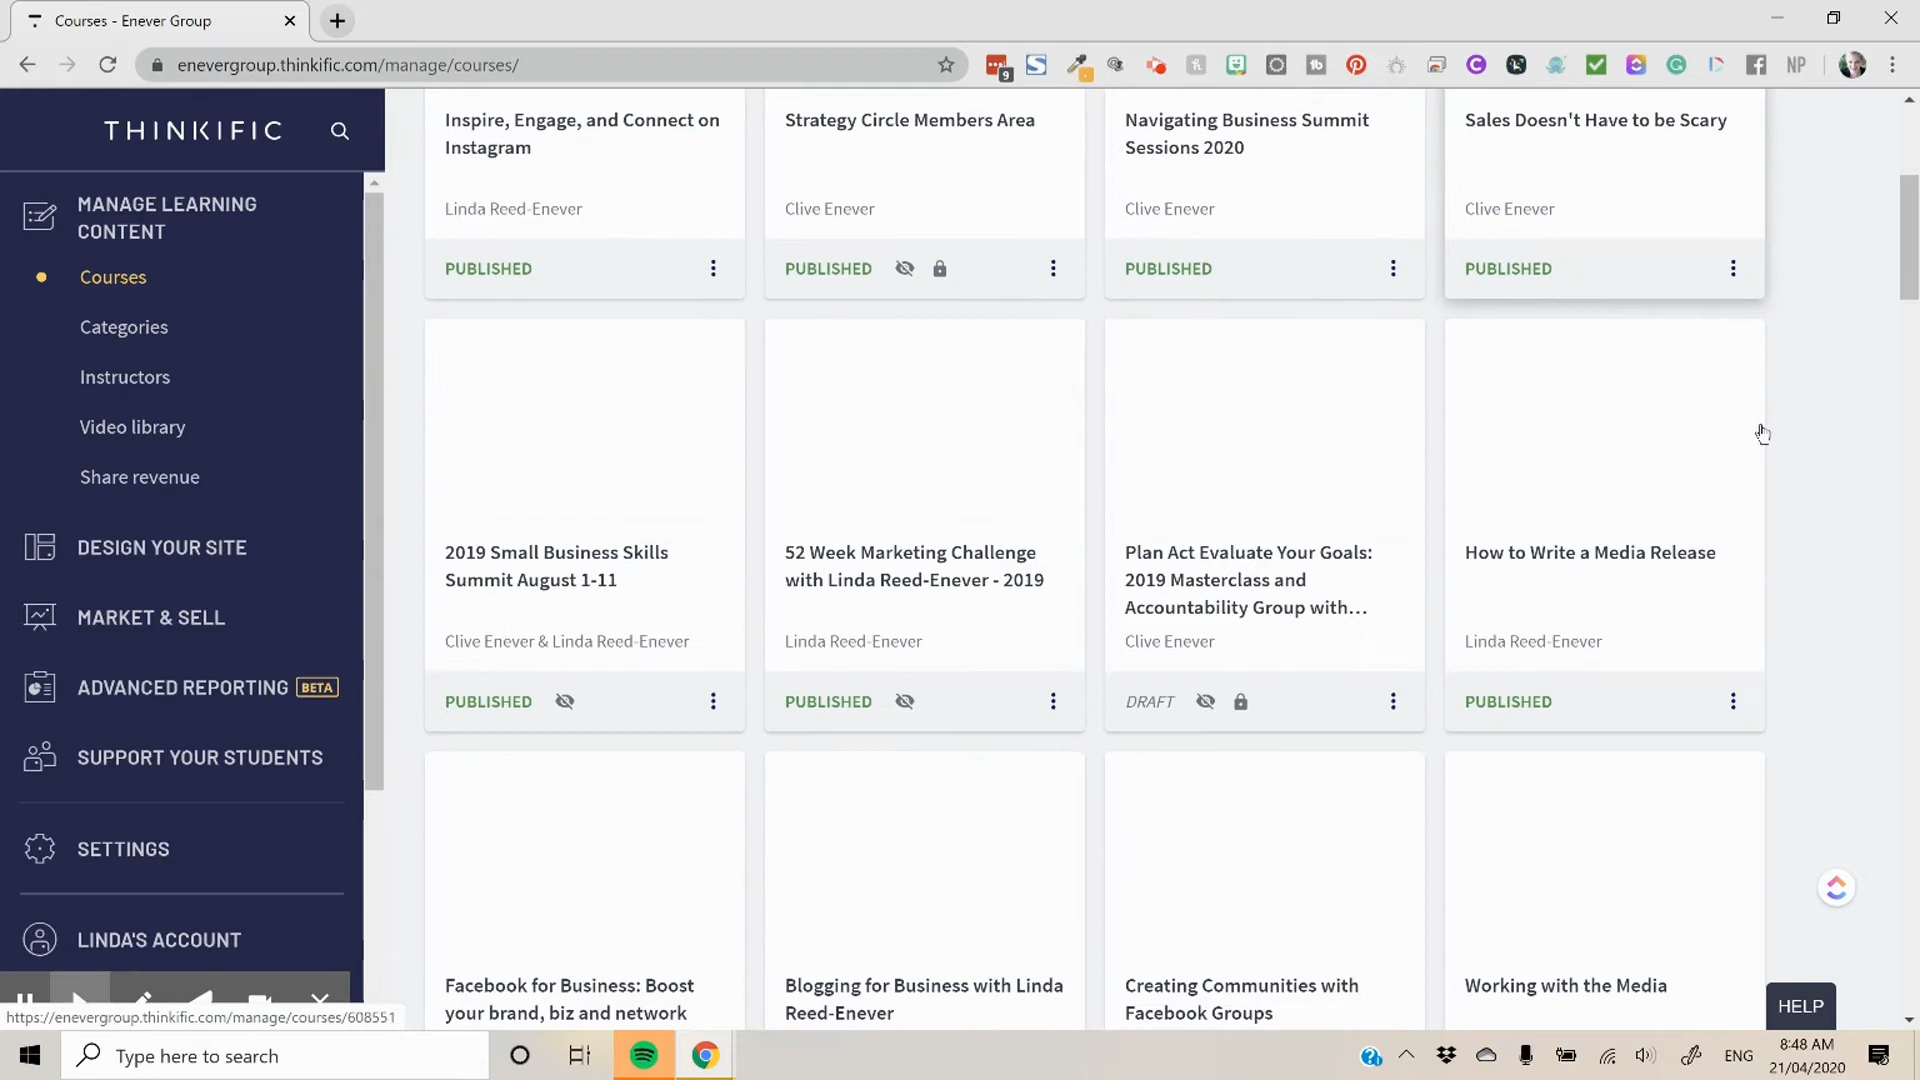 Courses - Enever Group
enevergroup.thinkific.com/manage/courses/
9
NP
THINKIFIC
MANAGE LEARNING
CONTENT
Courses
Categories
Instructors
Video library
Share revenue
DESIGN YOUR SITE
MARKET & SELL
ADVANCED REPORTING BETA
SUPPORT YOUR STUDENTS
SETTINGS
LINDA'S ACCOUNT
Inspire, Engage, and Connect on
Instagram
Linda Reed-Enever
PUBLISHED
Strategy Circle Members Area
Clive Enever
PUBLISHED
Navigating Business Summit
Sessions 2020
Clive Enever
PUBLISHED
Sales Doesn't Have to be Scary
Clive Enever
PUBLISHED
2019 Small Business Skills
Summit August 1-11
Clive Enever & Linda Reed-Enever
PUBLISHED
52 Week Marketing Challenge
with Linda Reed-Enever - 2019
Linda Reed-Enever
PUBLISHED
Plan Act Evaluate Your Goals:
2019 Masterclass and
Accountability Group with...
Clive Enever
DRAFT
How to Write a Media Release
Linda Reed-Enever
PUBLISHED
Facebook for Business: Boost
your brand, biz and network
Blogging for Business with Linda
Reed-Enever
Creating Communities with
Facebook Groups
Working with the Media
HELP
https://enevergroup.thinkific.com/manage/courses/608551
Type here to search
ENG
8:48 AM
21/04/2020